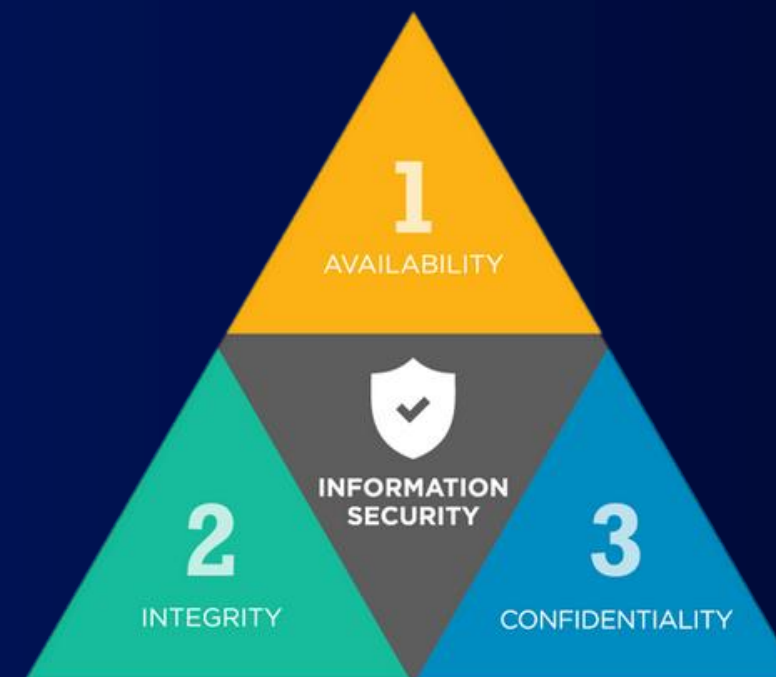 1
AVAILABILITY
INFORMATION
SECURITY
2
INTEGRITY
3
CONFIDENTIALITY